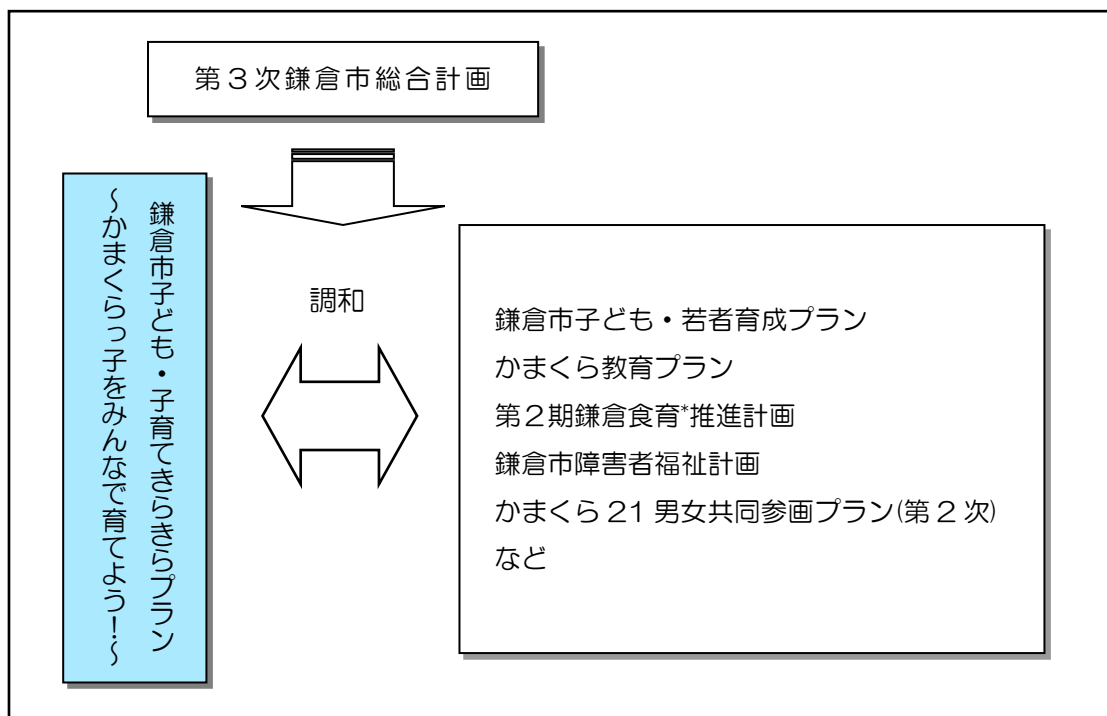 第３次鎌倉市総合計画
鎌倉市子ども・子育てきらきらプラン
～かまくらっ子をみんなで育てよう！～
調和
鎌倉市子ども・若者育成プラン
かまくら教育プラン
第２期鎌倉食育*推進計画
鎌倉市障害者福祉計画
かまくら 21 男女共同参画プラン(第 2 次)
など